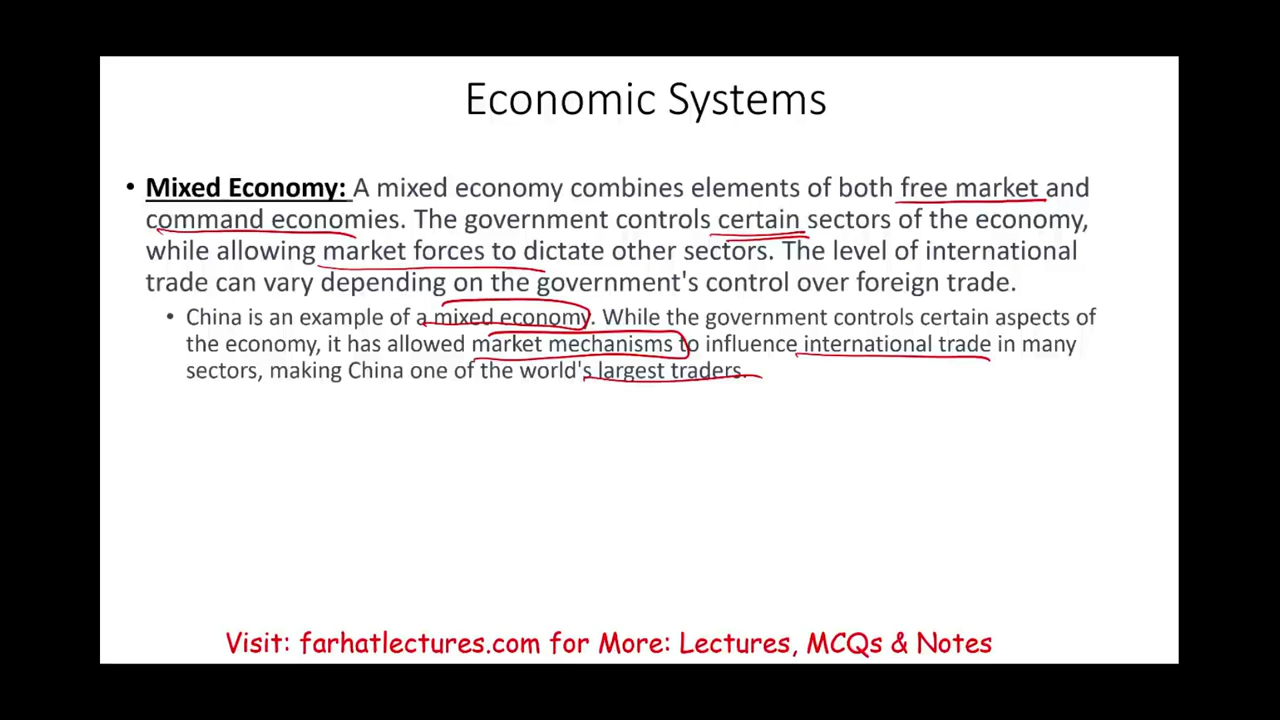 Economic Systems
• Mixed Economy: A mixed economy combines elements of both free market and
command economies. The government controls certain sectors of the economy,
while allowing market forces to dictate other sectors. The level of international
trade can vary depending on the government's control over foreign trade.
• China is an example of a mixed economy. While the government controls certain aspects of
the economy, it has allowed market mechanisms to influence international trade in many
sectors, making China one of the world's largest traders.
Visit: farhatlectures.com for More: Lectures, MCQs & Notes